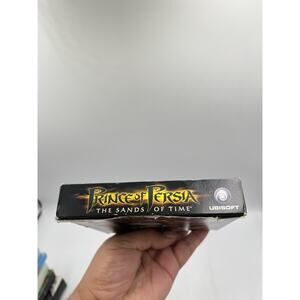 PRINCE OF PERSIA
THE SANDS OF TIME
UBISOFT